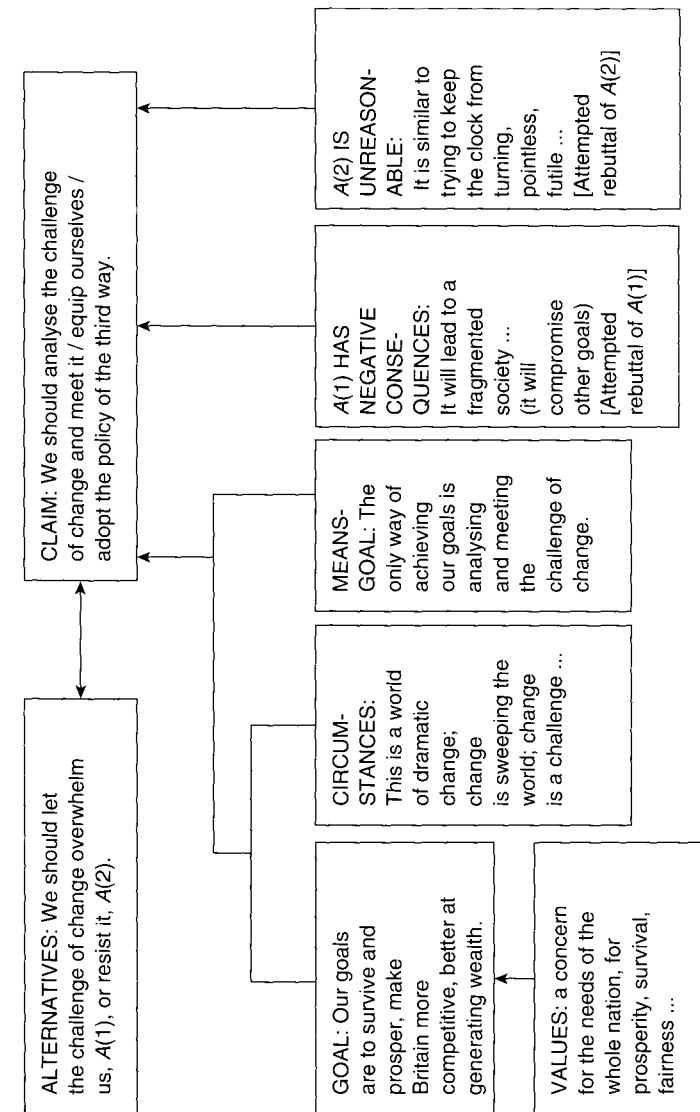 ALTERNATIVES: We should let
the challenge of change overwhelm
us, A(1), or resist it, A(2).
CLAIM: We should analyse the challenge
of change and meet it / equip ourselves /
adopt the policy of the third way.
GOAL: Our goals
are to survive and
prosper, make
Britain more
competitive, better at
generating wealth.
CIRCUM-
STANCES:
This is a world
of dramatic
change;
change
is sweeping the
world; change
is a challenge ...
MEANS-
GOAL: The
only way of
achieving
our goals is
analysing
and meeting
the
challenge of
change.
A(1) HAS
NEGATIVE
CONSE-
QUENCES:
It will lead to a
fragmented
society ...
(it will
compromise
other goals)
[Attempted
rebuttal of A(1)]
A(2) IS
UNREASON-
ABLE:
It is similar to
trying to keep
the clock from
turning,
pointless,
futile ...
[Attempted
rebuttal of A(2)]
VALUES: a concern
for the needs of the
whole nation, for
prosperity, survival,
fairness ...